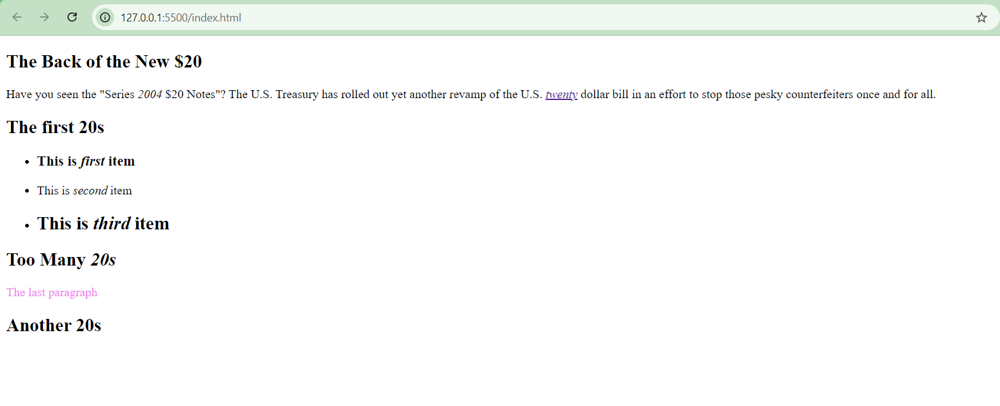 127.0.0.1:5500/index.html
The Back of the New $20
Have you seen the "Series 2004 $20 Notes"? The U.S. Treasury has rolled out yet another revamp of the U.S. twenty dollar bill in an effort to stop those pesky counterfeiters once and for all.
The first 20s
• This is first item
• This is second item
• This is third item
Too Many 20s
The last paragraph
Another 20s